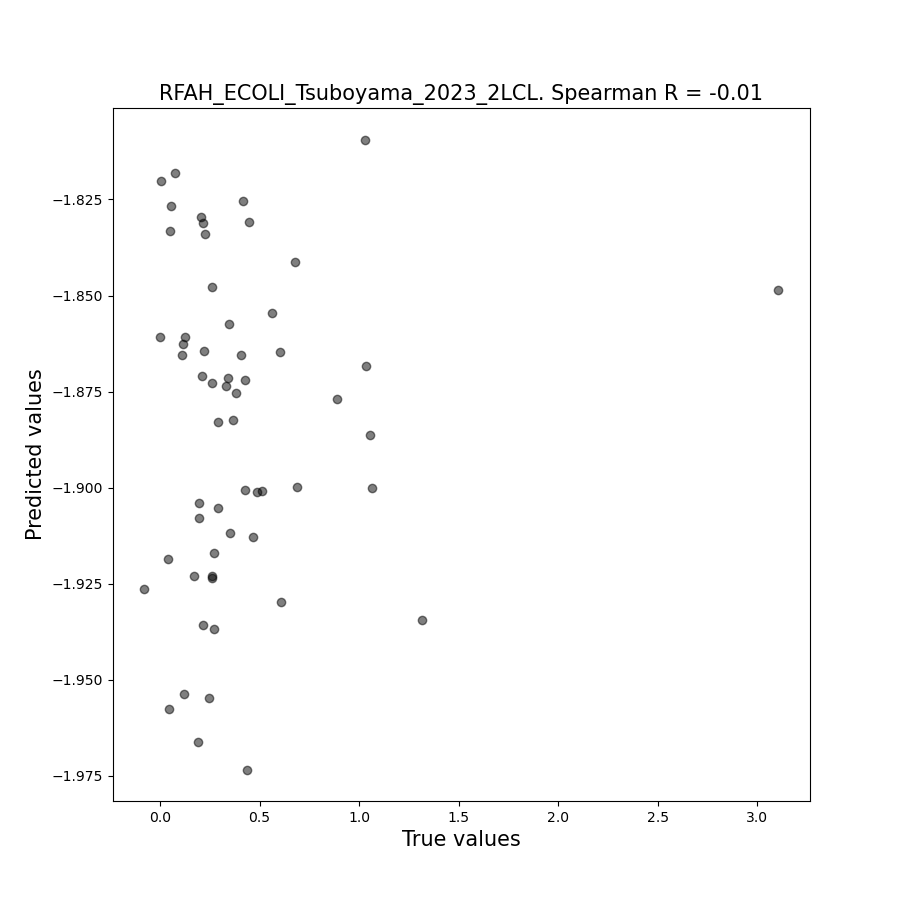 RFAH_ECOLI_Tsuboyama_2023_2LCL. Spearman R = -0.01
Predicted values
−1.825
−1.850
−1.875
−1.900
−1.925
−1.950
−1.975
0.0 0.5 1.0 1.5 2.0 2.5 3.0
True values